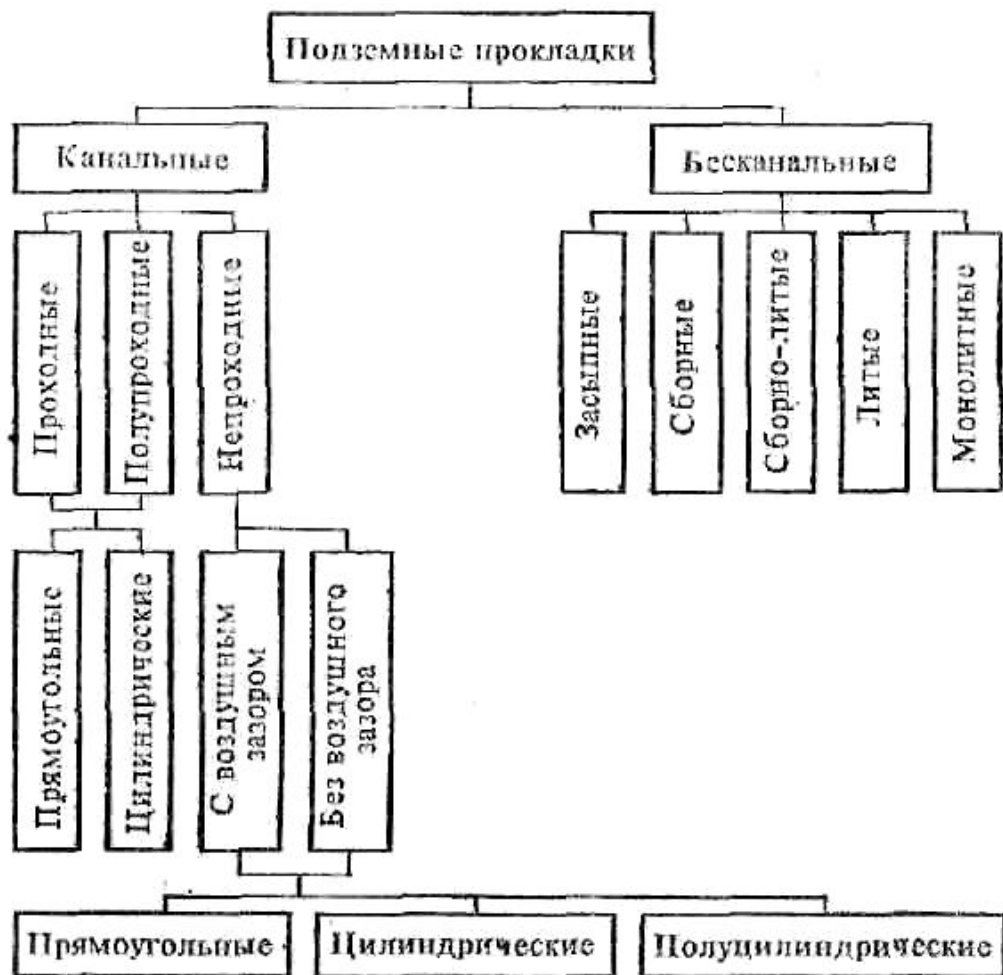 Подземные прокладки
Канальные
Бесканальные
Проходные
Полупроходные
Непроходные
Засыпные
Сборные
Сборно-литые
Литые
Монолитные
Прямоугольные
Цилиндрические
С воздушным
зазором
Без воздушного
зазора
Прямоугольные
Цилиндрические
Полуцилиндрические